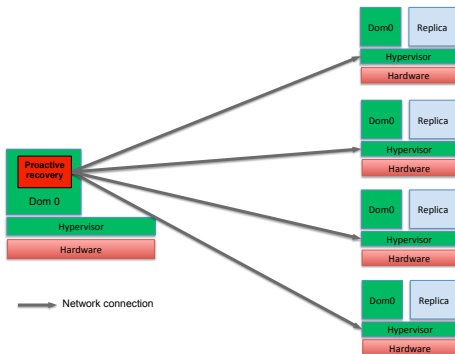 Dom0 Replica
Hypervisor
Hardware
Dom0 Replica
Hypervisor
Hardware
Proactive
recovery
Dom 0
Hypervisor
Hardware
Dom0 Replica
Hypervisor
Hardware
Dom0 Replica
Hypervisor
Hardware
Network connection